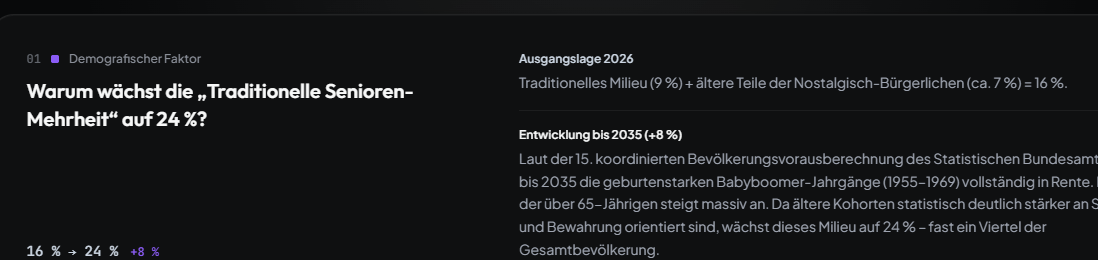 01 Demografischer Faktor
Warum wächst die „Traditionelle Senioren-
Mehrheit“ auf 24 %?
16 % → 24 % +8 %
Ausgangslage 2026
Traditionelles Milieu (9 %) + ältere Teile der Nostalgisch-Bürgerlichen (ca. 7 %) = 16 %.
Entwicklung bis 2035 (+8 %)
Laut der 15. koordinierten Bevölkerungsvorausberechnung des Statistischen Bundesamt
bis 2035 die geburtenstarken Babyboomer-Jahrgänge (1955–1969) vollständig in Rente.
der über 65-Jährigen steigt massiv an. Da ältere Kohorten statistisch deutlich stärker an
und Bewahrung orientiert sind, wächst dieses Milieu auf 24 % – fast ein Viertel der
Gesamtbevölkerung.